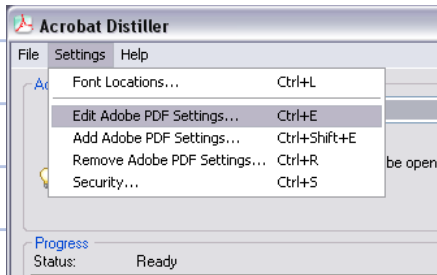 Acrobat Distiller
File Settings Help
Font Locations... Ctrl+L
Edit Adobe PDF Settings... Ctrl+E
Add Adobe PDF Settings... Ctrl+Shift+E
Remove Adobe PDF Settings... Ctrl+R
be open
Security... Ctrl+S
Progress
Status: Ready